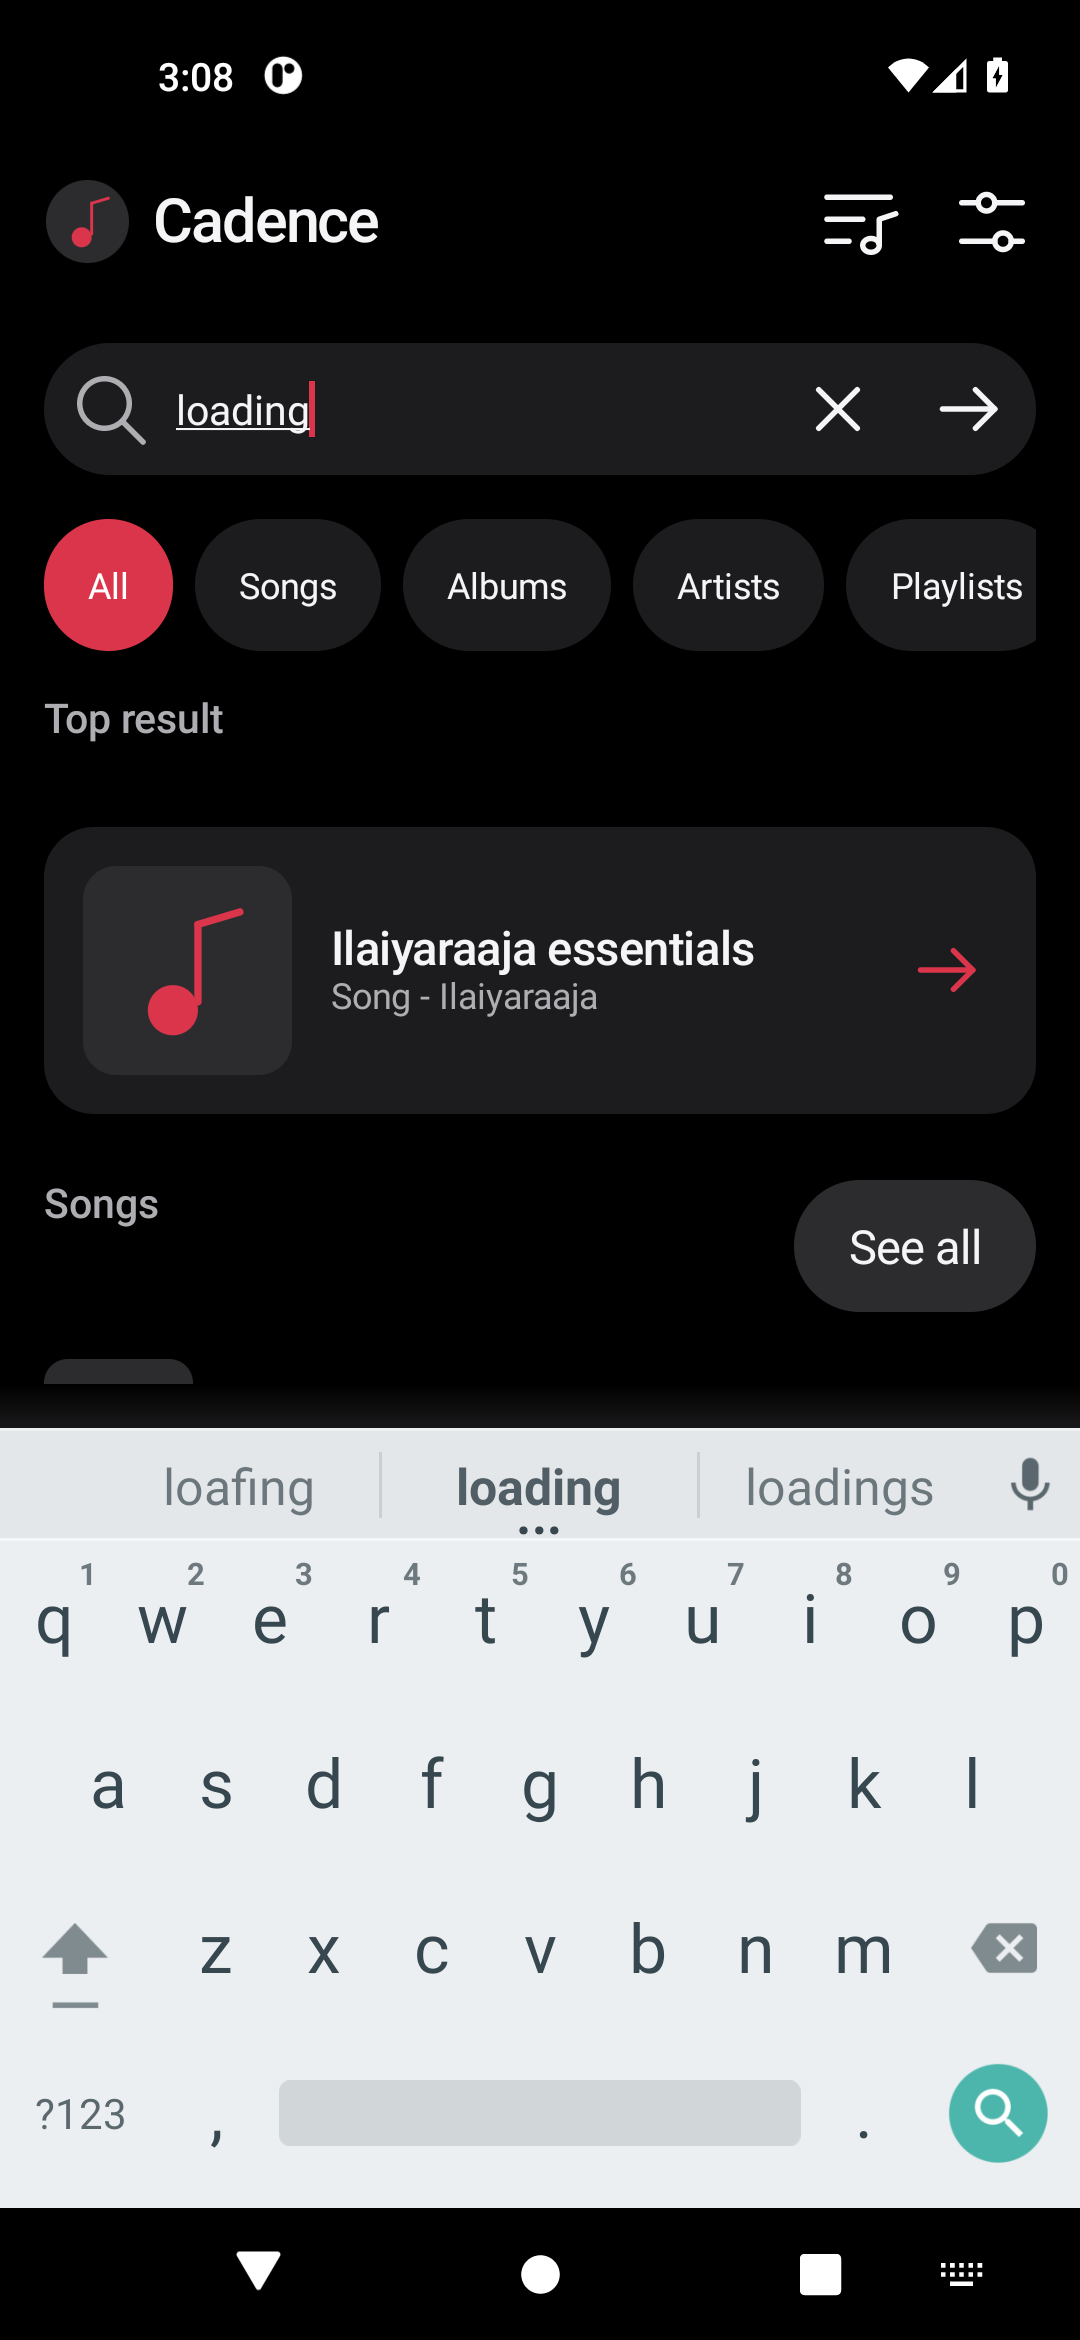 3:08
Cadence
loading
All Songs Albums Artists Playlists
Top result
Ilaiyaraaja essentials
Song - Ilaiyaraaja
Songs
See all
loafing loading loadings
1 2 3 4 5 6 7 8 9 0
q w e r t y u i o p
a s d f g h j k l
z x c v b n m
?123 , .